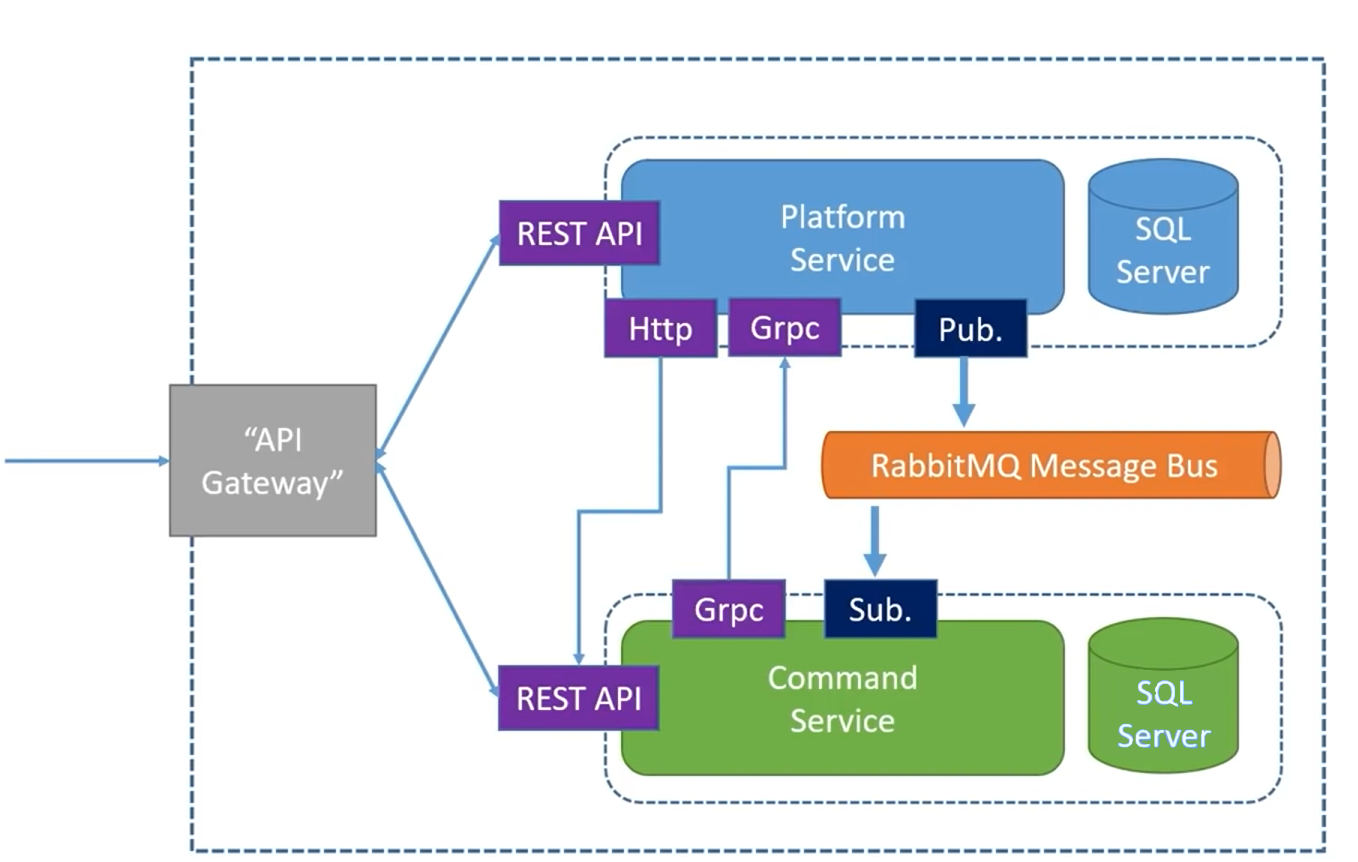 Platform
Service
SQL
Server
REST API
Http
Grpc
Pub.
“API
Gateway”
RabbitMQ Message Bus
Grpc
Sub.
REST API
Command
Service
SQL
Server